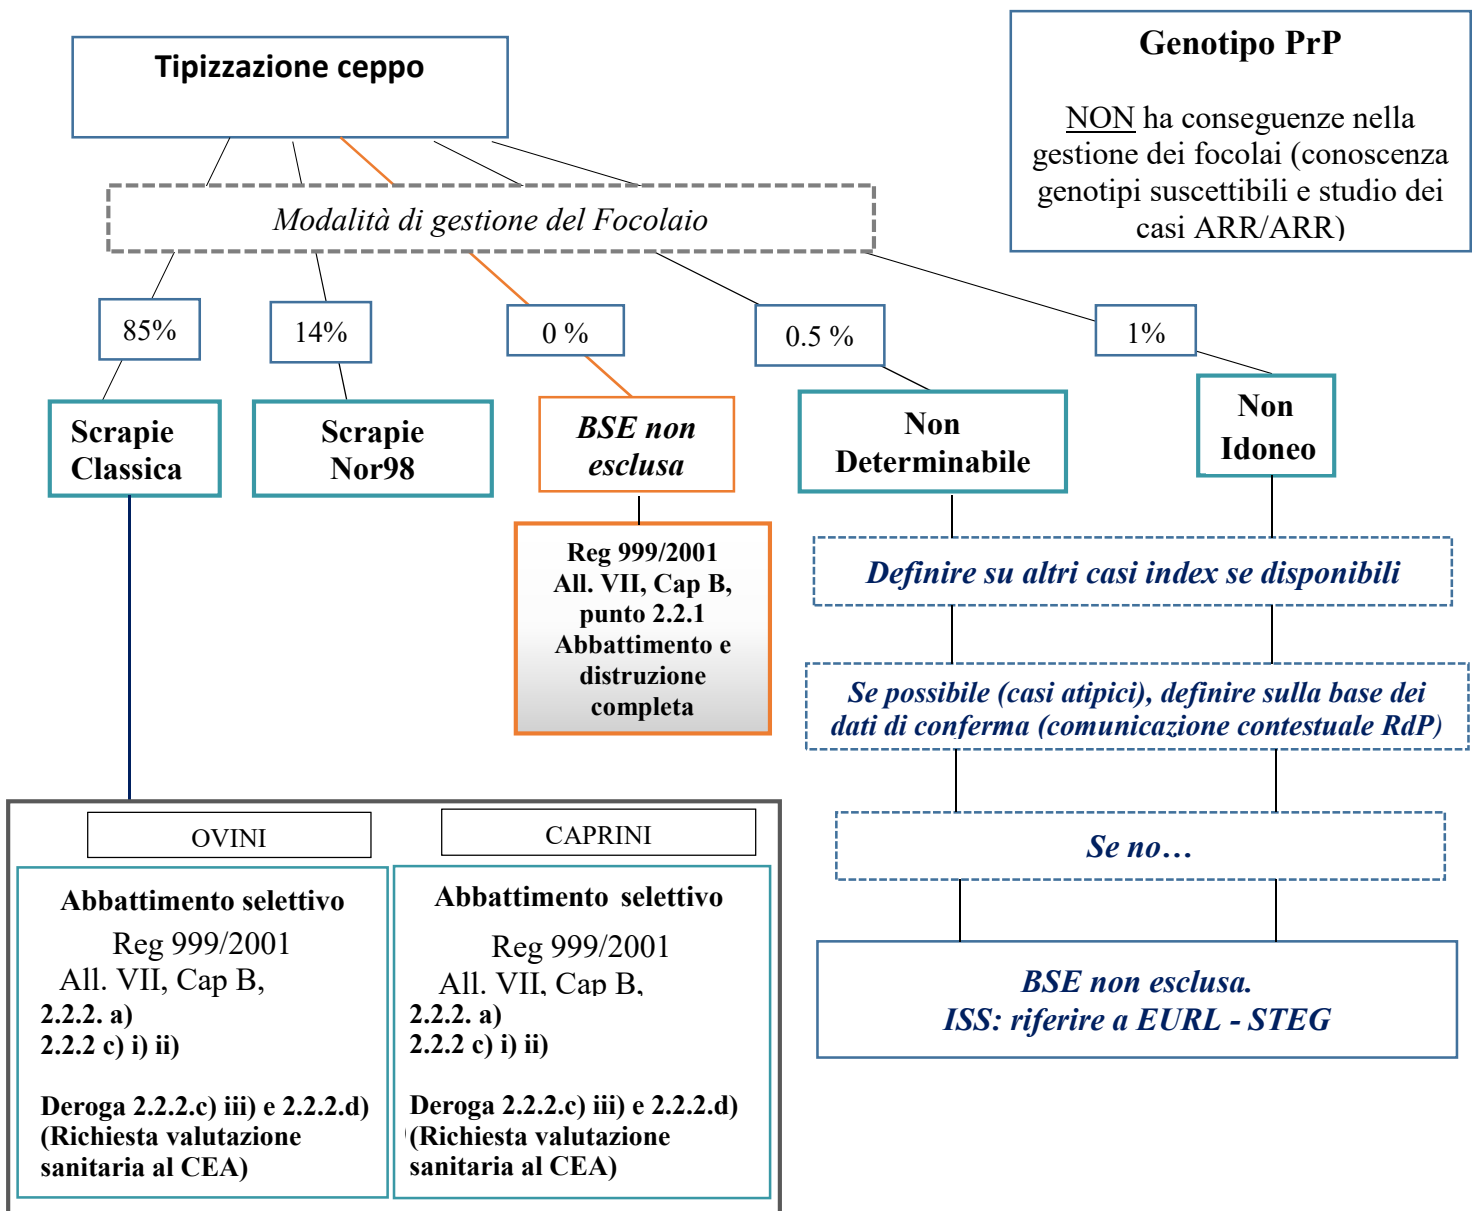 Tipizzazione ceppo
Genotipo PrP
NON ha conseguenze nella
gestione dei focolai (conoscenza
genotipi suscettibili e studio dei
casi ARR/ARR)
Modalità di gestione del Focolaio
85%
14%
0 %
0.5 %
1%
Scrapie
Classica
Scrapie
Nor98
BSE non
esclusa
Non
Determinabile
Non
Idoneo
Reg 999/2001
All. VII, Cap B,
punto 2.2.1
Abbattimento e
distruzione
completa
Definire su altri casi index se disponibili
Se possibile (casi atipici), definire sulla base dei
dati di conferma (comunicazione contestuale RdP)
Se no…
BSE non esclusa.
ISS: riferire a EURL - STEG
OVINI
Abbattimento selettivo
Reg 999/2001
All. VII, Cap B,
2.2.2. a)
2.2.2 c) i) ii)
Deroga 2.2.2.c) iii) e 2.2.2.d)
(Richiesta valutazione
sanitaria al CEA)
CAPRINI
Abbattimento selettivo
Reg 999/2001
All. VII, Cap B,
2.2.2. a)
2.2.2 c) i) ii)
Deroga 2.2.2.c) iii) e 2.2.2.d)
(Richiesta valutazione
sanitaria al CEA)